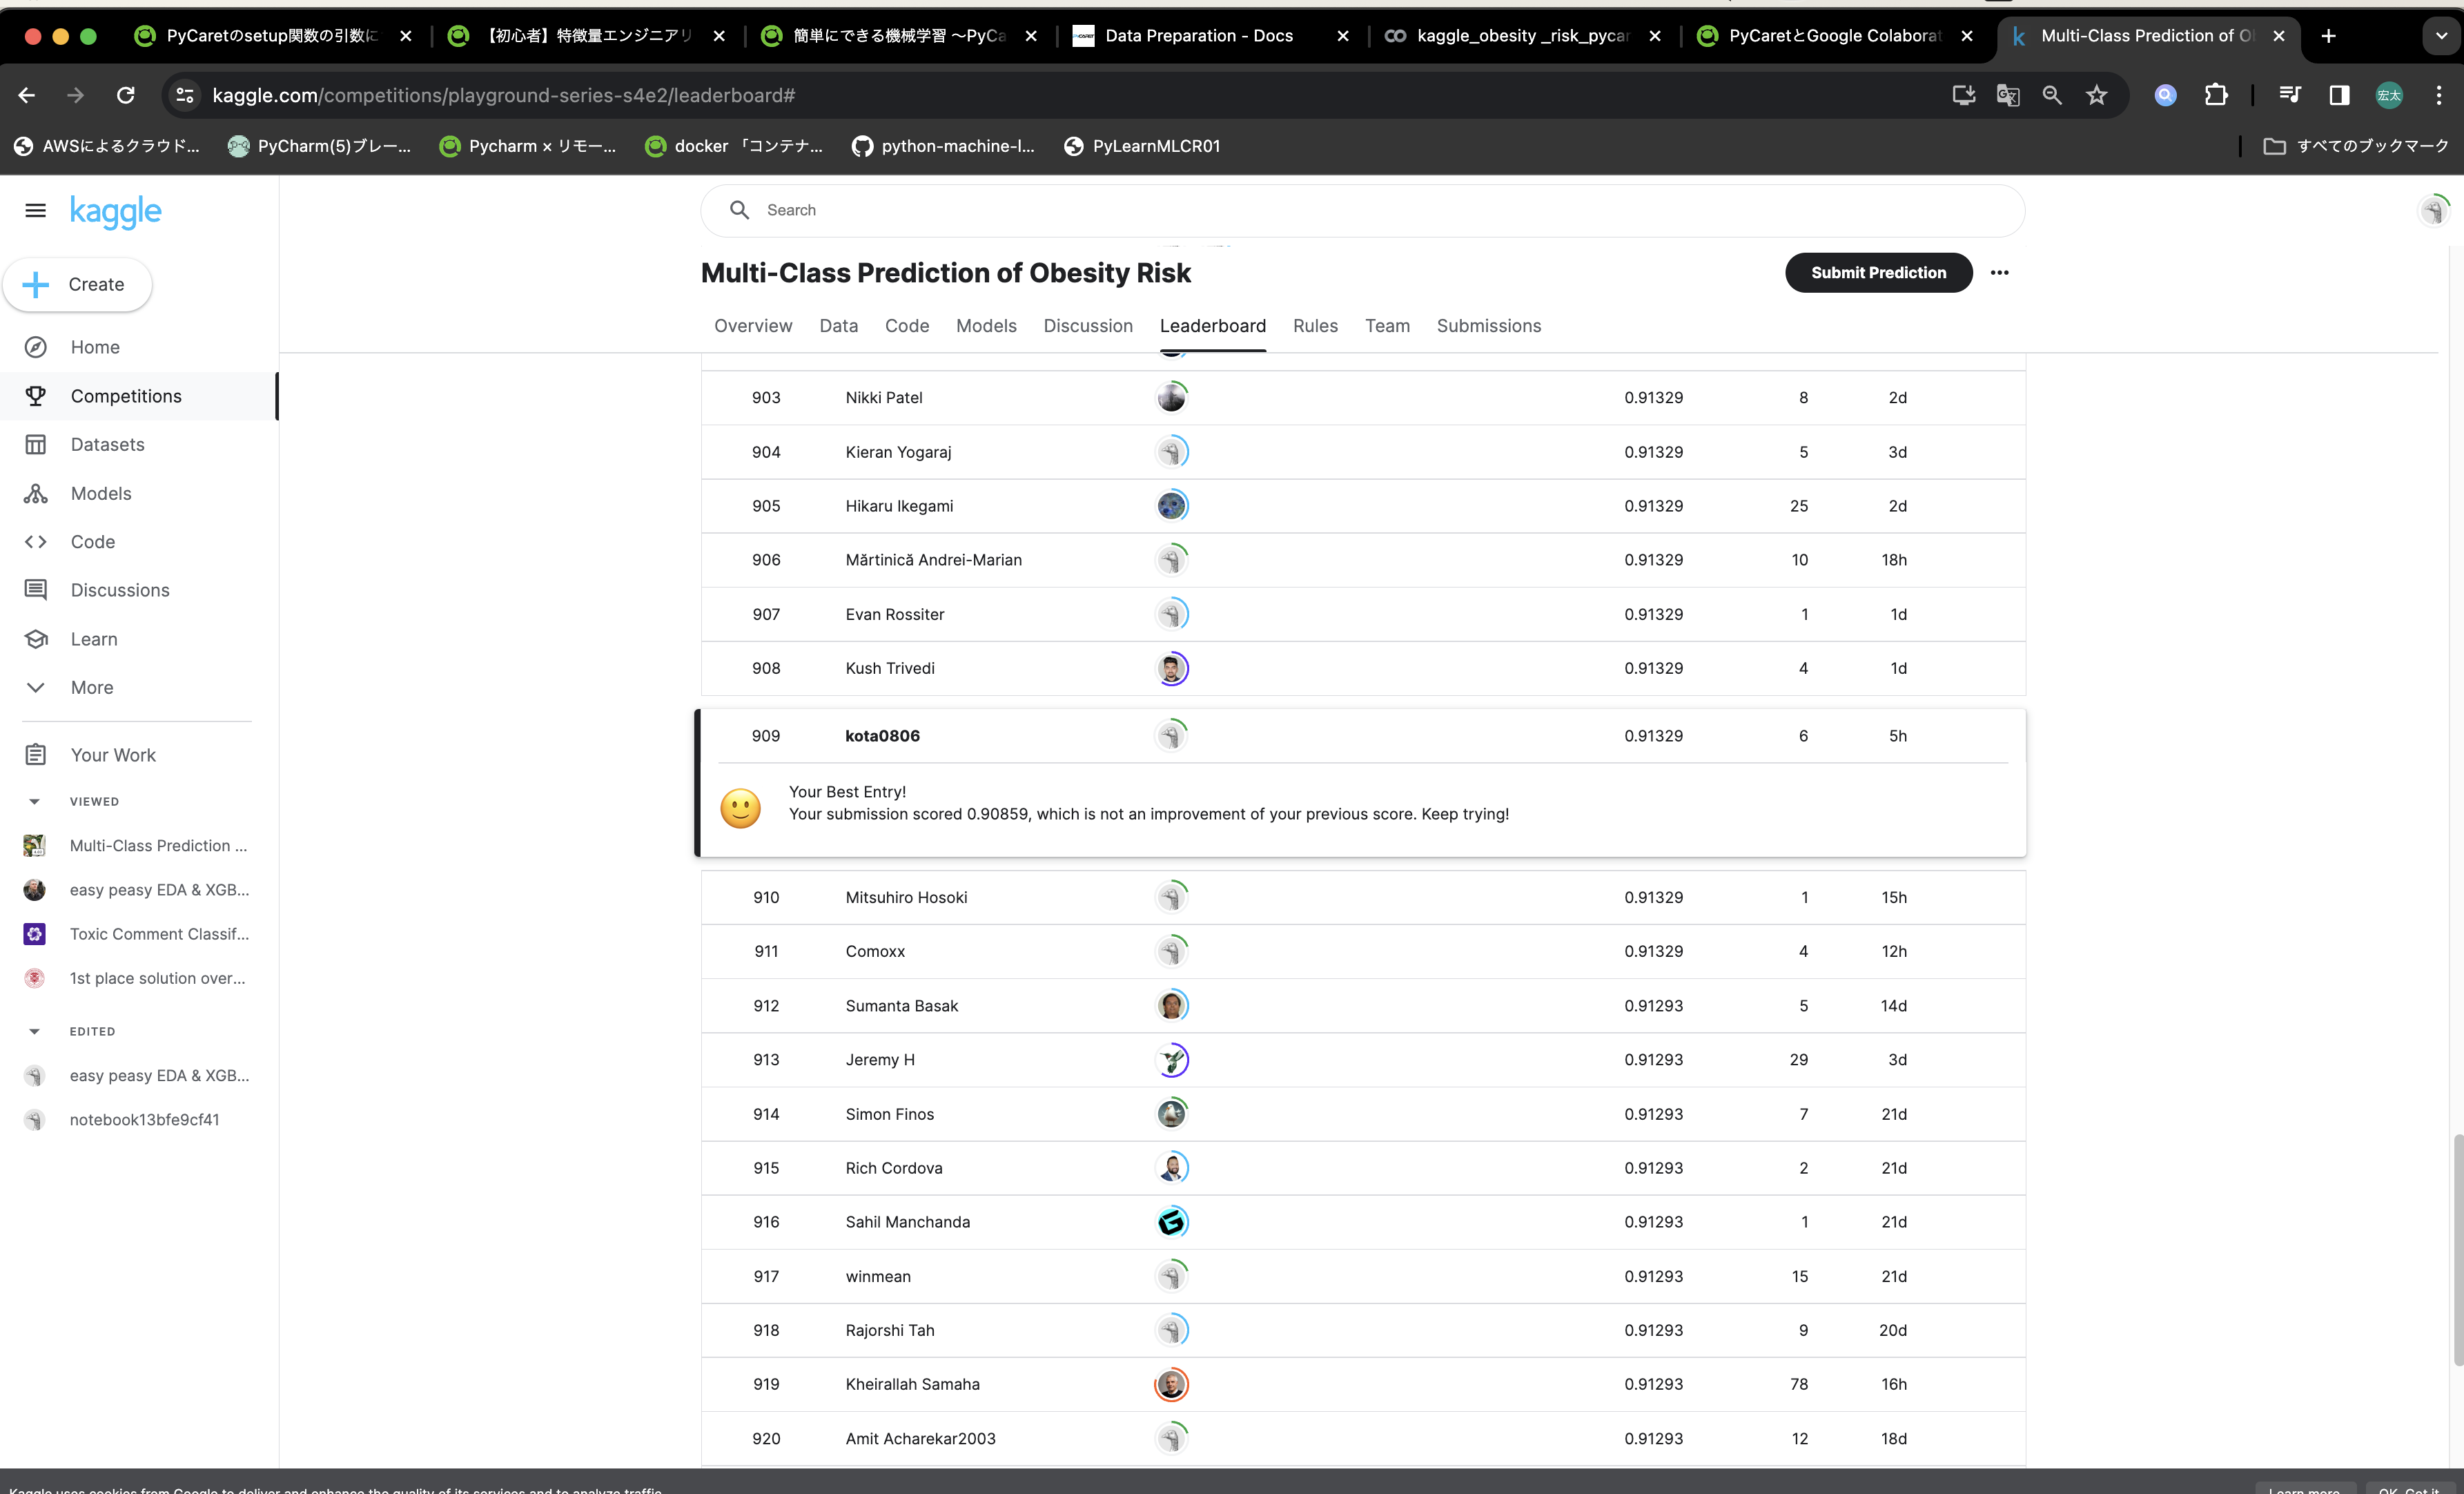 PyCaretのsetup関数の引数に
【初心者】特徴量エンジニアリ
簡単にできる機械学習 〜PyCa
Data Preparation - Docs
kaggle_obesity _risk_pycar
PyCaretとGoogle Colaborat
Multi-Class Prediction of O
kaggle.com/competitions/playground-series-s4e2/leaderboard#
宏太
AWSによるクラウド...
PyCharm(5)ブレー...
Pycharm × リモー...
docker 「コンテナ...
python-machine-l...
PyLearnMLCR01
すべてのブックマーク
kaggle
Search
Create
Home
Competitions
Datasets
Models
Code
Discussions
Learn
More
Your Work
VIEWED
Multi-Class Prediction ...
easy peasy EDA & XGB...
Toxic Comment Classif...
1st place solution over...
EDITED
easy peasy EDA & XGB...
notebook13bfe9cf41
Multi-Class Prediction of Obesity Risk
Submit Prediction
Overview Data Code Models Discussion Leaderboard Rules Team Submissions
903 Nikki Patel 0.91329 8 2d
904 Kieran Yogaraj 0.91329 5 3d
905 Hikaru Ikegami 0.91329 25 2d
906 Mărtinică Andrei-Marian 0.91329 10 18h
907 Evan Rossiter 0.91329 1 1d
908 Kush Trivedi 0.91329 4 1d
909 kota0806 0.91329 6 5h
Your Best Entry!
Your submission scored 0.90859, which is not an improvement of your previous score. Keep trying!
910 Mitsuhiro Hosoki 0.91329 1 15h
911 Comoxx 0.91329 4 12h
912 Sumanta Basak 0.91293 5 14d
913 Jeremy H 0.91293 29 3d
914 Simon Finos 0.91293 7 21d
915 Rich Cordova 0.91293 2 21d
916 Sahil Manchanda 0.91293 1 21d
917 winmean 0.91293 15 21d
918 Rajorshi Tah 0.91293 9 20d
919 Kheirallah Samaha 0.91293 78 16h
920 Amit Acharekar2003 0.91293 12 18d
Kaggle uses cookies from Google to deliver and enhance the quality of its services and to analyze traffic.
Learn more
OK, Got it.